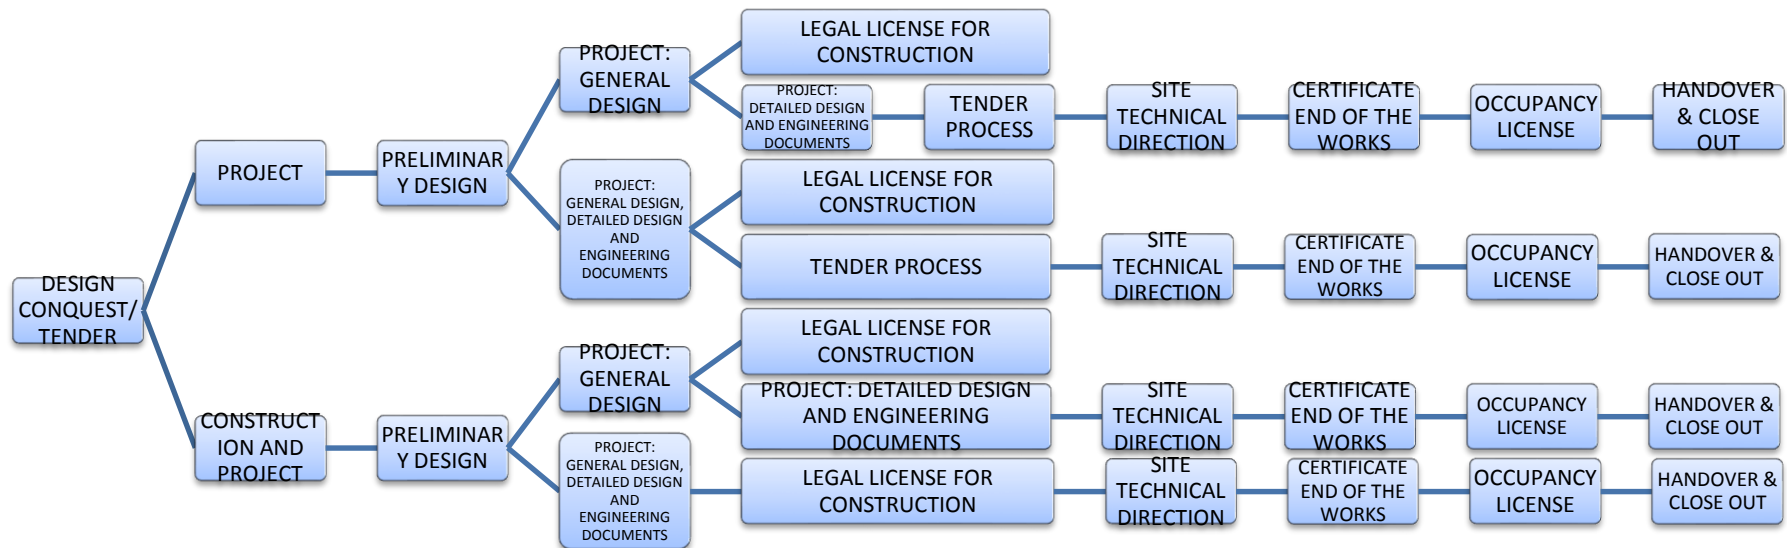 DESIGN
CONQUEST/
TENDER
PROJECT
PRELIMINAR
Y DESIGN
PROJECT:
GENERAL
DESIGN
LEGAL LICENSE FOR
CONSTRUCTION
PROJECT:
DETAILED DESIGN
AND ENGINEERING
DOCUMENTS
TENDER
PROCESS
SITE
TECHNICAL
DIRECTION
CERTIFICATE
END OF THE
WORKS
OCCUPANCY
LICENSE
HANDOVER
& CLOSE
OUT
PROJECT:
GENERAL DESIGN,
DETAILED DESIGN
AND
ENGINEERING
DOCUMENTS
LEGAL LICENSE FOR
CONSTRUCTION
TENDER PROCESS
SITE
TECHNICAL
DIRECTION
CERTIFICATE
END OF THE
WORKS
OCCUPANCY
LICENSE
HANDOVER &
CLOSE OUT
CONSTRUCT
ION AND
PROJECT
PRELIMINAR
Y DESIGN
PROJECT:
GENERAL
DESIGN
LEGAL LICENSE FOR
CONSTRUCTION
PROJECT: DETAILED DESIGN
AND ENGINEERING
DOCUMENTS
SITE
TECHNICAL
DIRECTION
CERTIFICATE
END OF THE
WORKS
OCCUPANCY
LICENSE
HANDOVER &
CLOSE OUT
PROJECT:
GENERAL DESIGN,
DETAILED DESIGN
AND
ENGINEERING
DOCUMENTS
LEGAL LICENSE FOR
CONSTRUCTION
SITE
TECHNICAL
DIRECTION
CERTIFICATE
END OF THE
WORKS
OCCUPANCY
LICENSE
HANDOVER &
CLOSE OUT